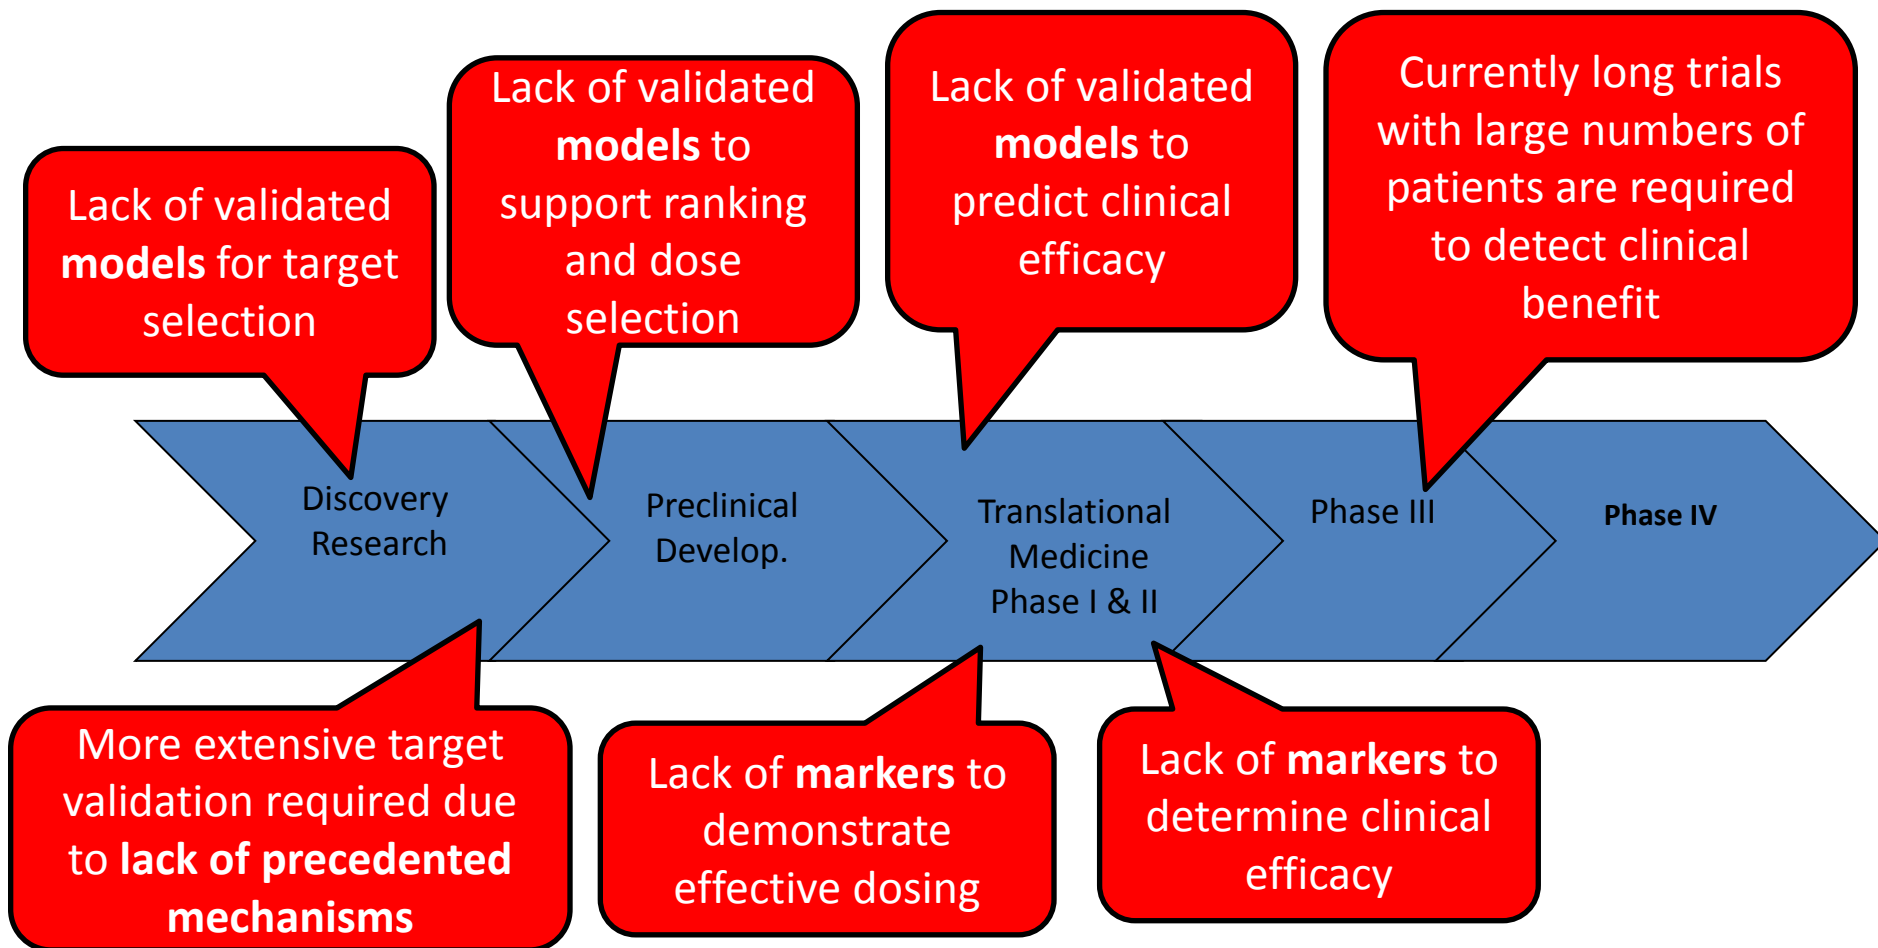 Lack of validated
models for target
selection
Lack of validated
models to
support ranking
and dose
selection
Lack of validated
models to
predict clinical
efficacy
Currently long trials
with large numbers of
patients are required
to detect clinical
benefit
Discovery
Research
Preclinical
Develop.
Translational
Medicine
Phase I & II
Phase III
Phase IV
More extensive target
validation required due
to lack of precedented
mechanisms
Lack of markers to
demonstrate
effective dosing
Lack of markers to
determine clinical
efficacy